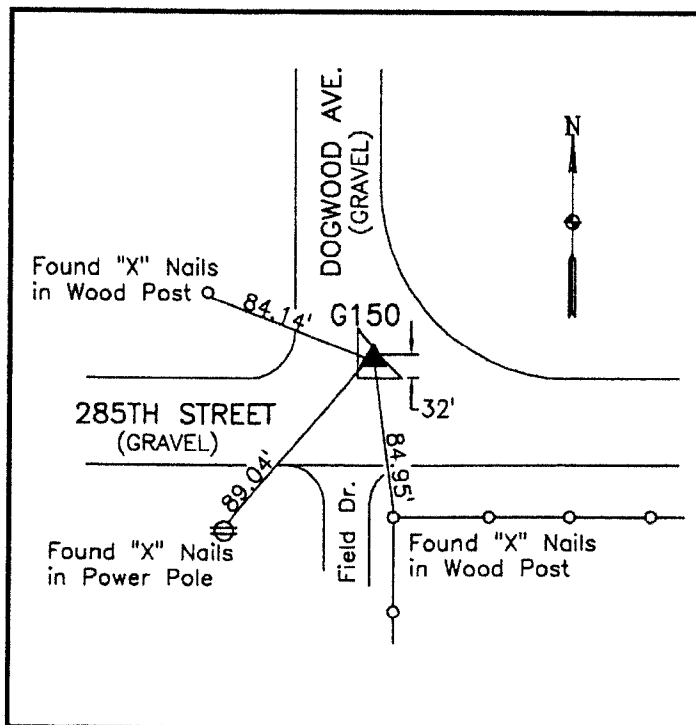 DOGWOOD AVE.
(GRAVEL)
N
Found "X" Nails
in Wood Post
84.14'
G150
32'
285TH STREET
(GRAVEL)
89.04'
84.95'
Found "X" Nails
in Power Pole
Field Dr.
Found "X" Nails
in Wood Post